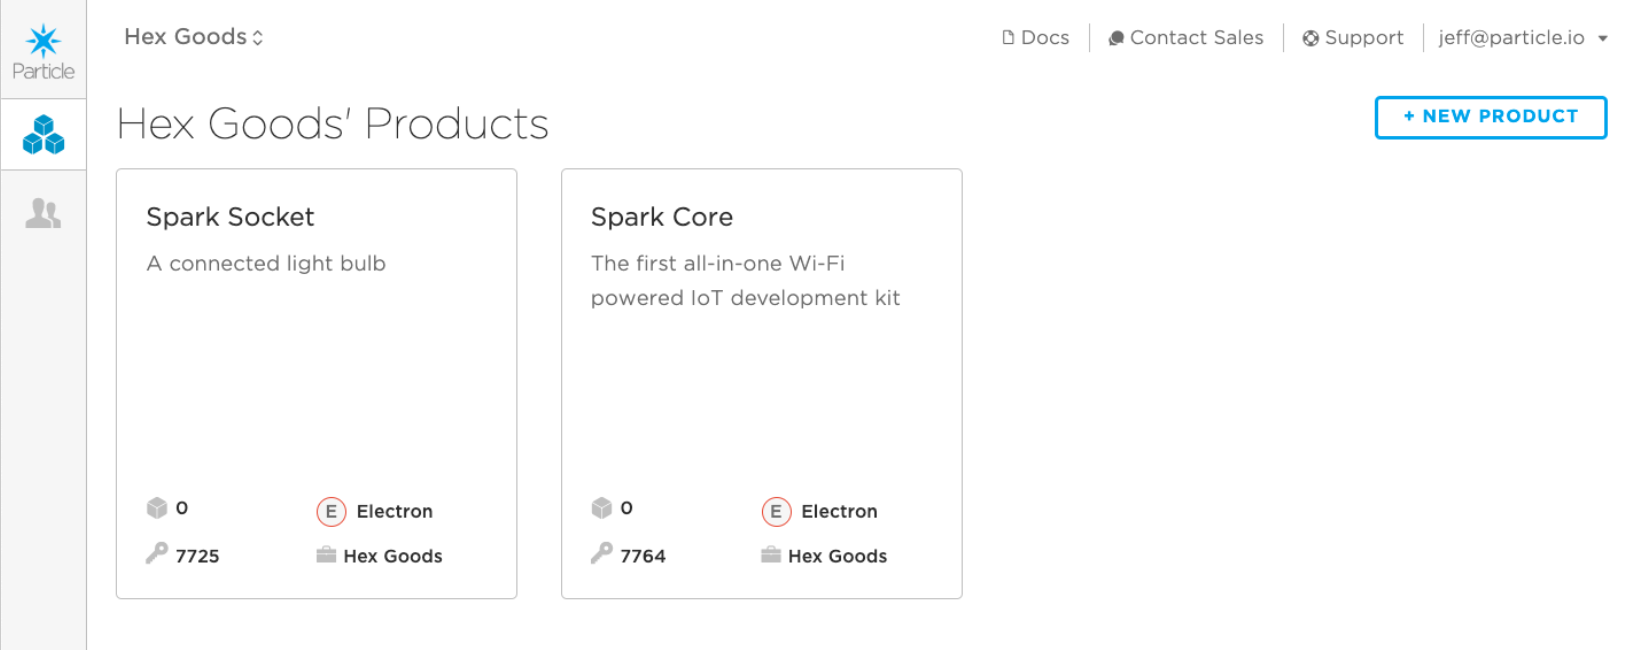 Particle
Hex Goods
Docs
Contact Sales
Support
jeff@particle.io
Hex Goods' Products
+ NEW PRODUCT
Spark Socket
A connected light bulb
0
E Electron
7725
Hex Goods
Spark Core
The first all-in-one Wi-Fi
powered IoT development kit
0
E Electron
7764
Hex Goods